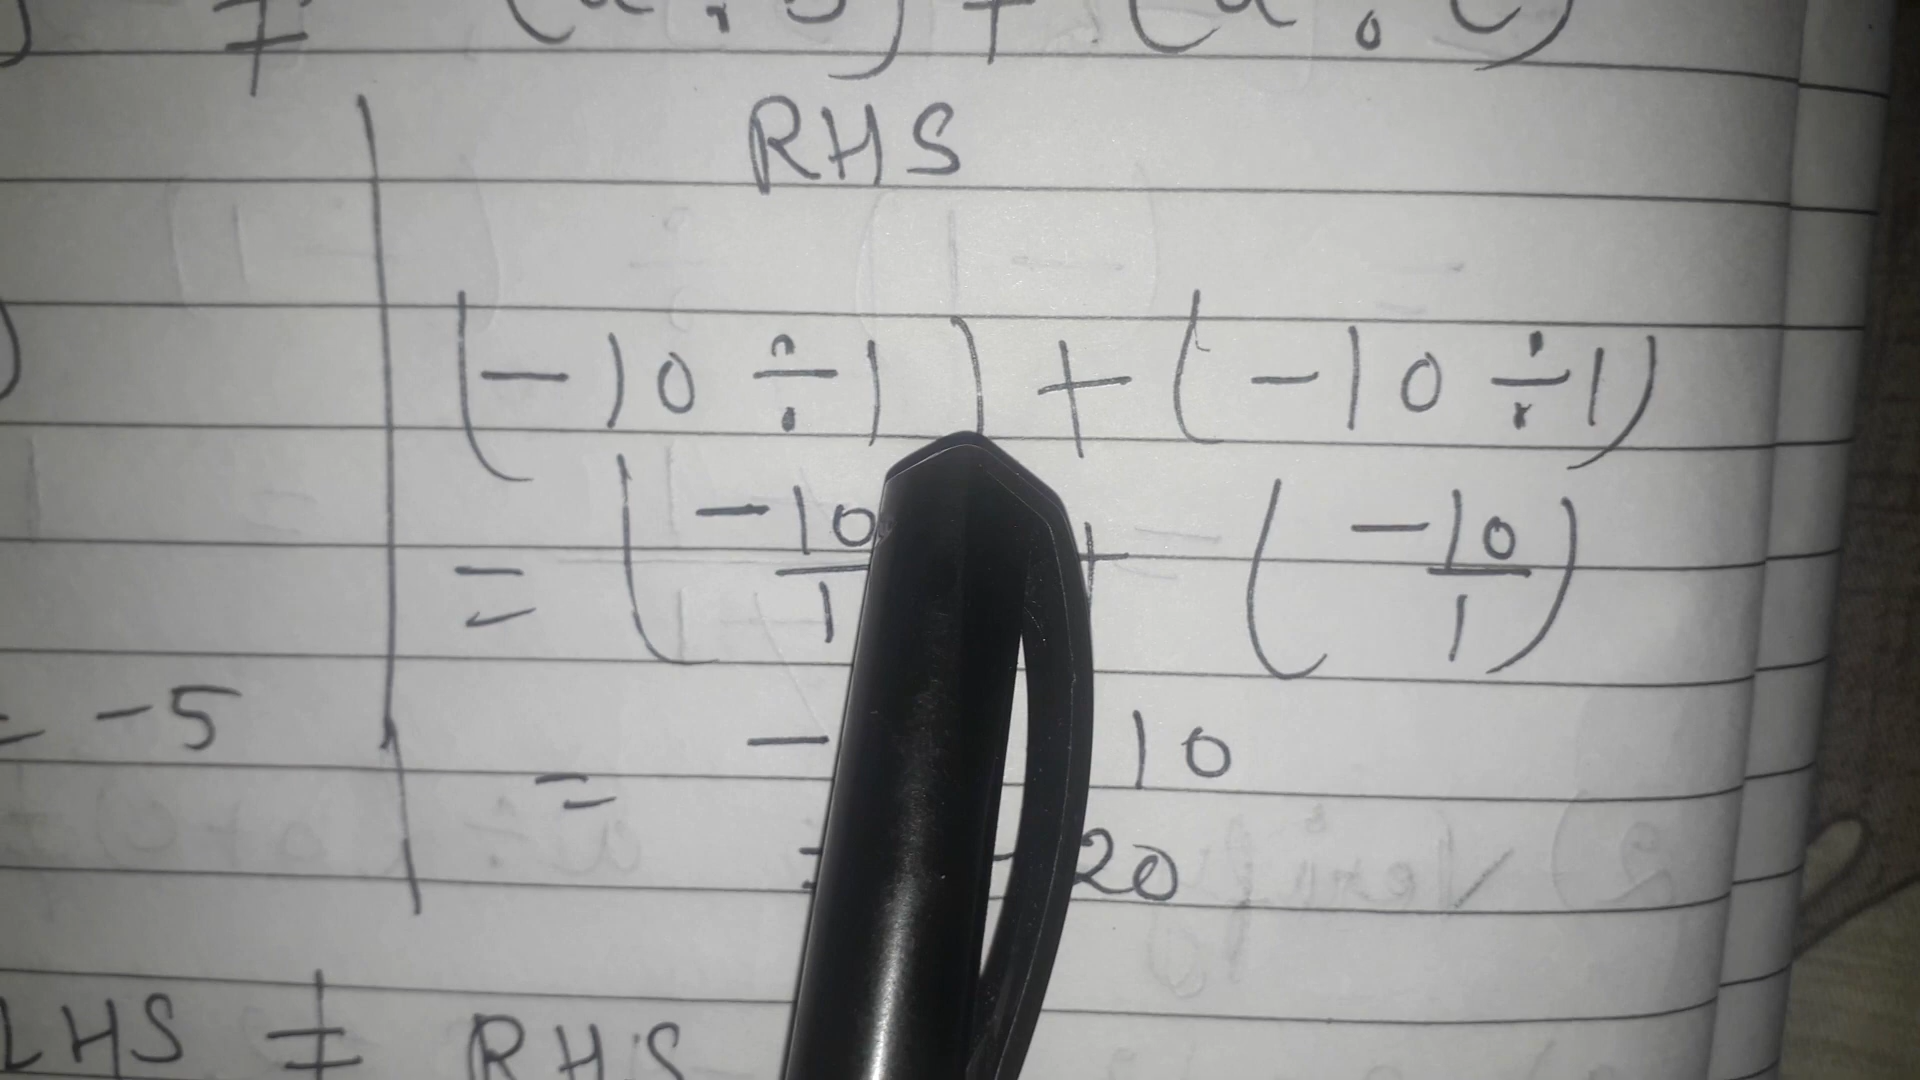 ≠ (a ÷ b) + (a ÷ c)
RHS
(-10 ÷ 1) + (-10 ÷ 1)
= (-10/1 + (-10/1)
= -5
= - 10
= - 20
LHS ≠ RHS